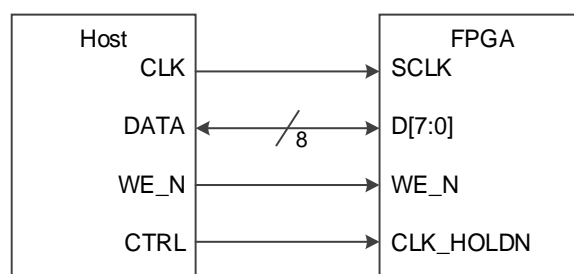 Host FPGA
CLK SCLK
DATA 8 D[7:0]
WE_N WE_N
CTRL CLK_HOLDN